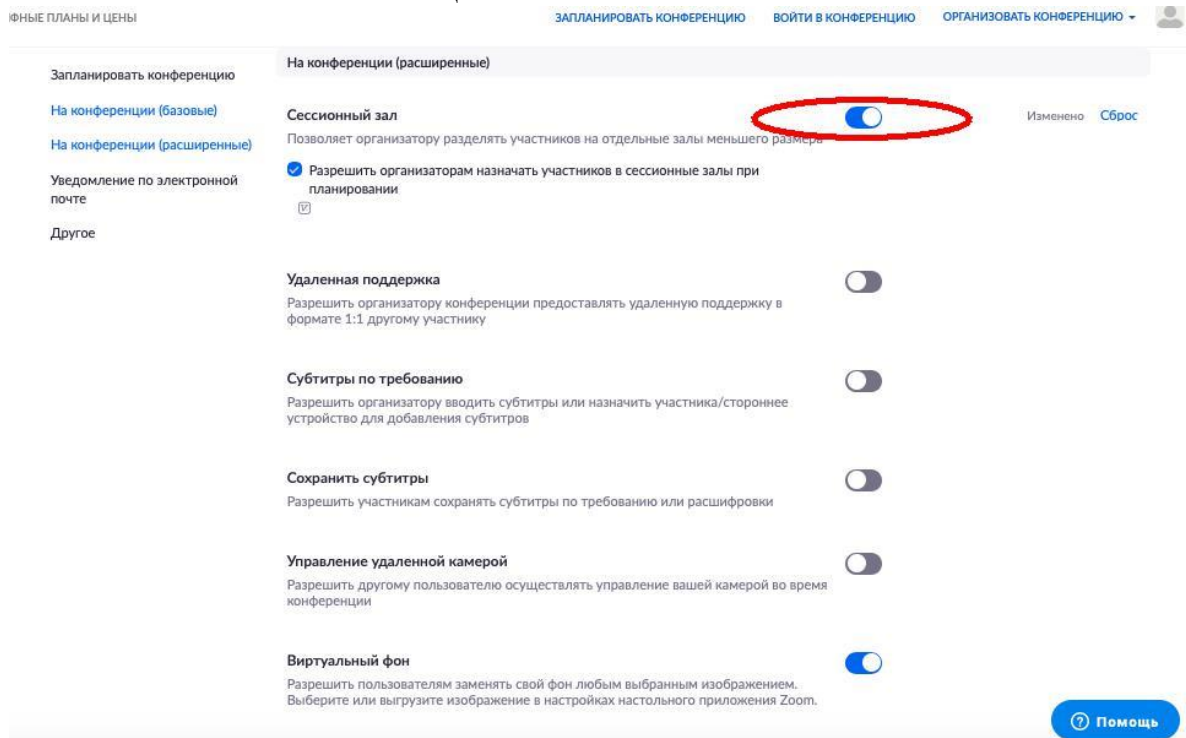 ФНЫЕ ПЛАНЫ И ЦЕНЫ
ЗАПЛАНИРОВАТЬ КОНФЕРЕНЦИЮ ВОЙТИ В КОНФЕРЕНЦИЮ ОРГАНИЗОВАТЬ КОНФЕРЕНЦИЮ
Запланировать конференцию
На конференции (базовые)
На конференции (расширенные)
Уведомление по электронной
почте
Другое
На конференции (расширенные)
Сессионный зал
Изменено Сброс
Позволяет организатору разделять участников на отдельные залы меньшего размера
Разрешить организаторам назначать участников в сессионные залы при
планировании
Удаленная поддержка
Разрешить организатору конференции предоставлять удаленную поддержку в
формате 1:1 другому участнику
Субтитры по требованию
Разрешить организатору вводить субтитры или назначить участника/стороннее
устройство для добавления субтитров
Сохранить субтитры
Разрешить участникам сохранять субтитры по требованию или расшифровки
Управление удаленной камерой
Разрешить другому пользователю осуществлять управление вашей камерой во время
конференции
Виртуальный фон
Разрешить пользователям заменять свой фон любым выбранным изображением.
Выберите или выгрузите изображение в настройках настольного приложения Zoom.
Помощь